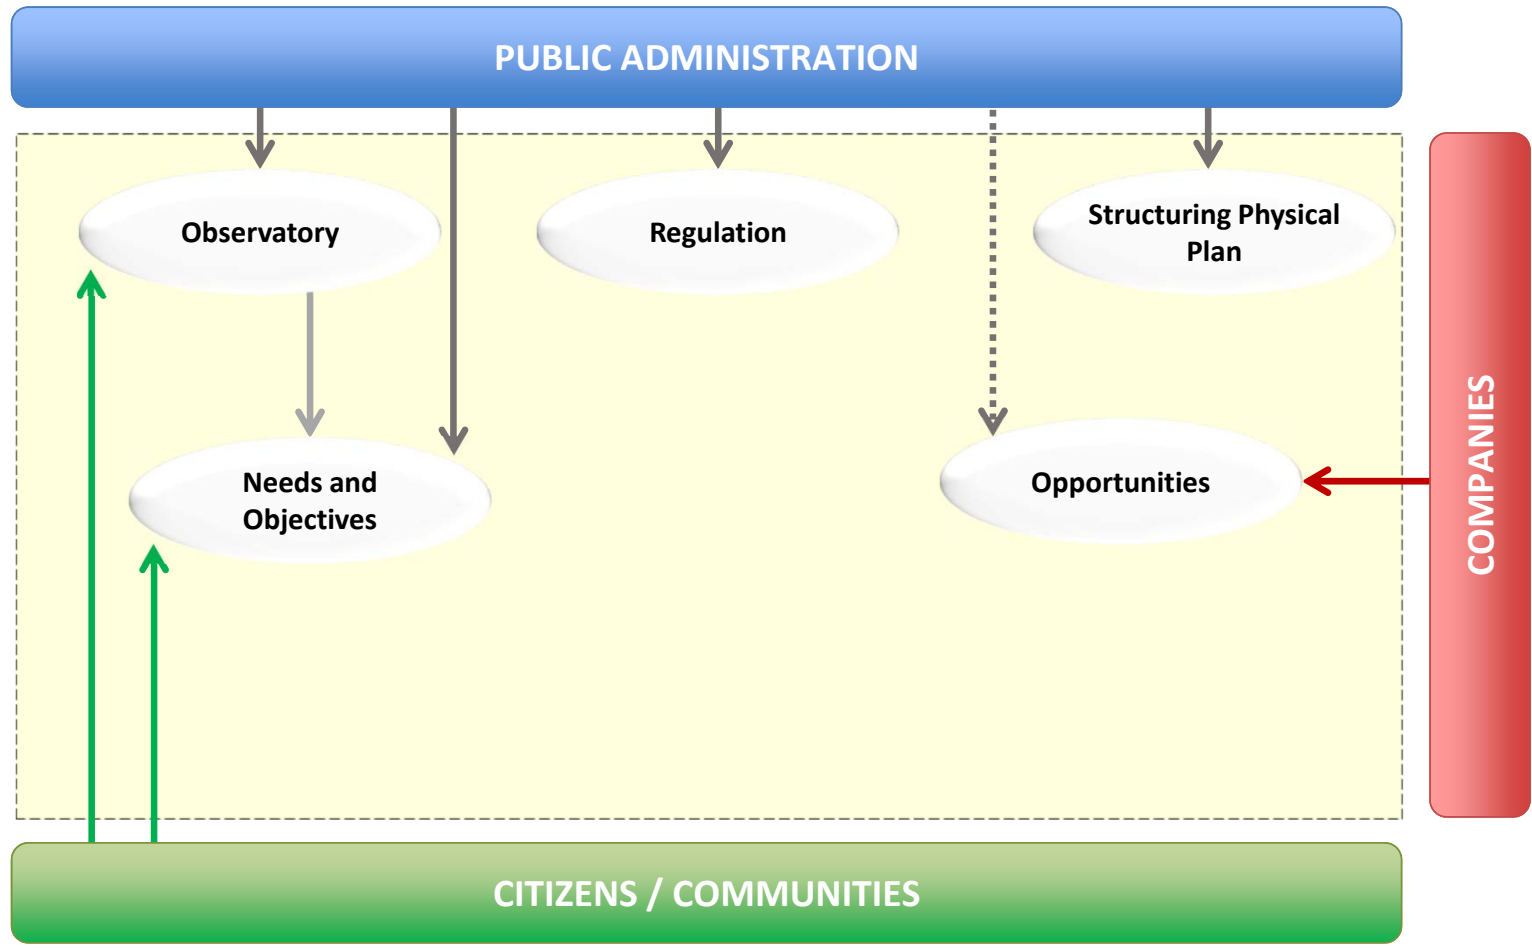 PUBLIC ADMINISTRATION
Observatory
Regulation
Structuring Physical
Plan
Needs and
Objectives
Opportunities
COMPANIES
CITIZENS / COMMUNITIES